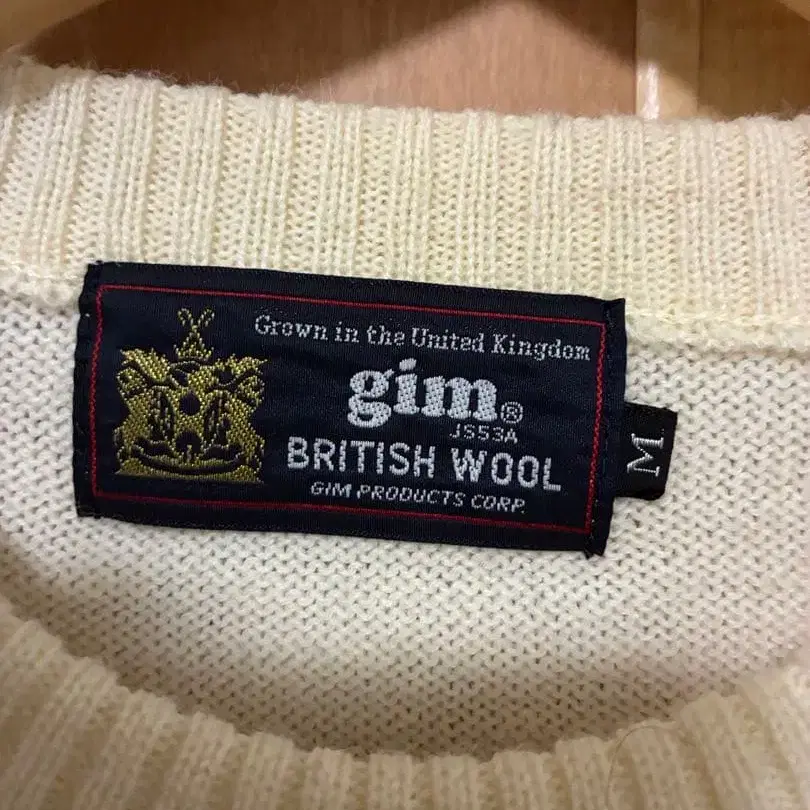 Grown in the United Kingdom
gim®
JS53A
BRITISH WOOL
GIM PRODUCTS CORP.
M